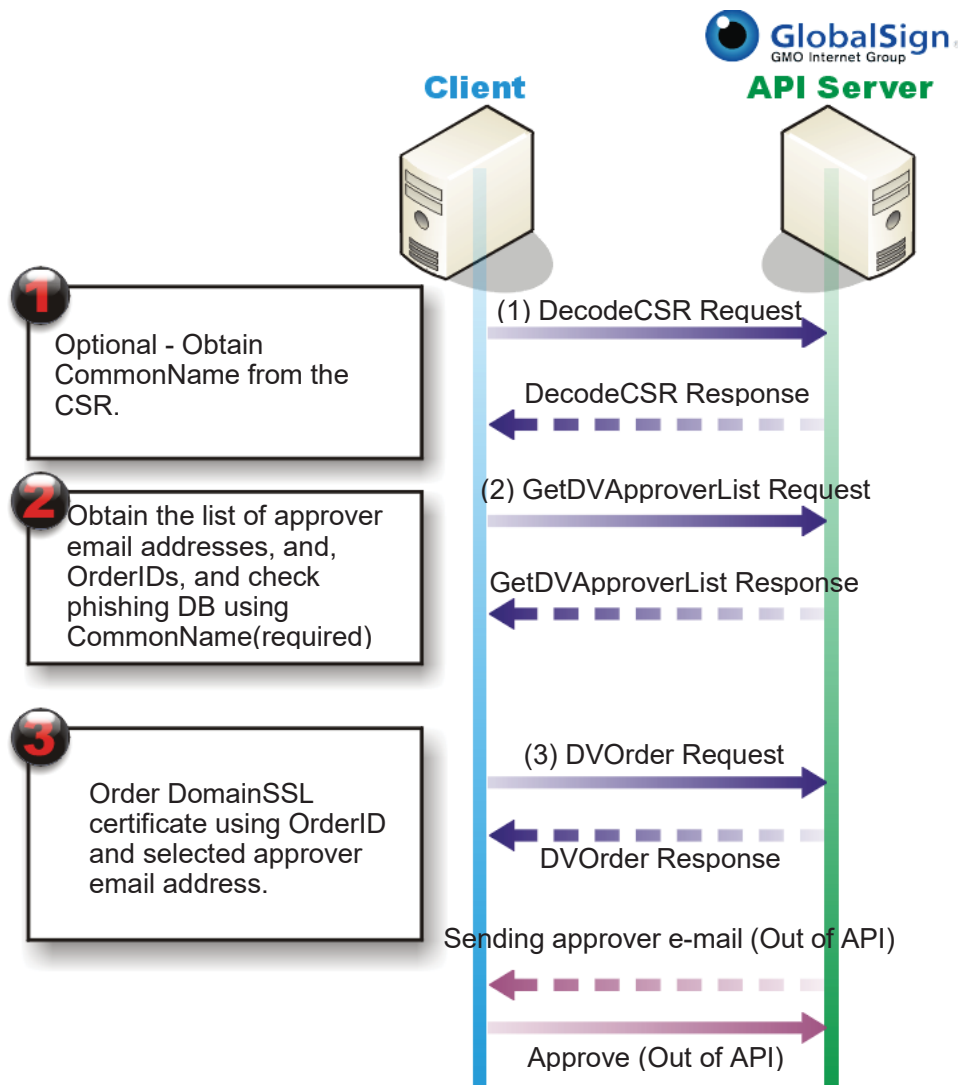 GlobalSign.
GMO Internet Group
Client
API Server
1
Optional - Obtain
CommonName from the
CSR.
(1) DecodeCSR Request
DecodeCSR Response
2
Obtain the list of approver
email addresses, and,
OrderIDs, and check
phishing DB using
CommonName(required)
(2) GetDVApproverList Request
GetDVApproverList Response
3
Order DomainSSL
certificate using OrderID
and selected approver
email address.
(3) DVOrder Request
DVOrder Response
Sending approver e-mail (Out of API)
Approve (Out of API)